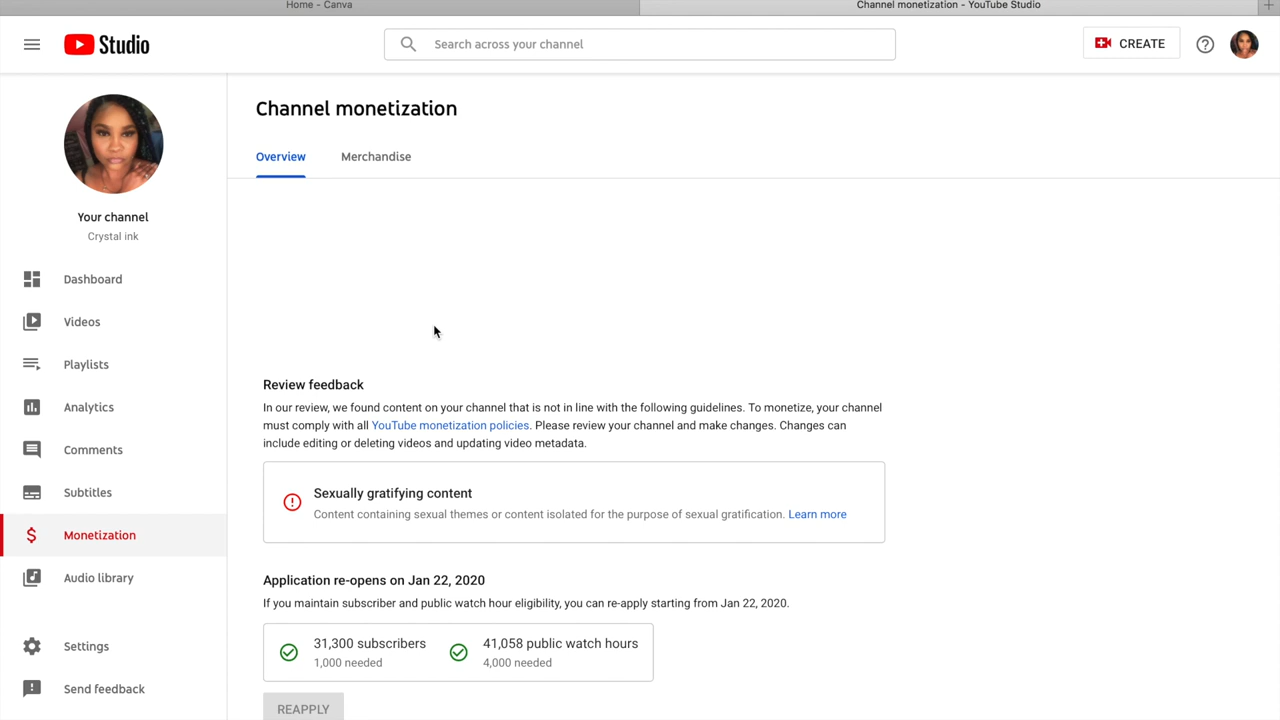 Home - Canva
Channel monetization - YouTube Studio
+
Studio
Search across your channel
CREATE
Channel monetization
Overview
Merchandise
Your channel
Crystal ink
Dashboard
Videos
Playlists
Analytics
Comments
Subtitles
Monetization
Audio library
Settings
Send feedback
Review feedback
In our review, we found content on your channel that is not in line with the following guidelines. To monetize, your channel
must comply with all YouTube monetization policies. Please review your channel and make changes. Changes can
include editing or deleting videos and updating video metadata.
Sexually gratifying content
Content containing sexual themes or content isolated for the purpose of sexual gratification. Learn more
Application re-opens on Jan 22, 2020
If you maintain subscriber and public watch hour eligibility, you can re-apply starting from Jan 22, 2020.
31,300 subscribers
1,000 needed
41,058 public watch hours
4,000 needed
REAPPLY